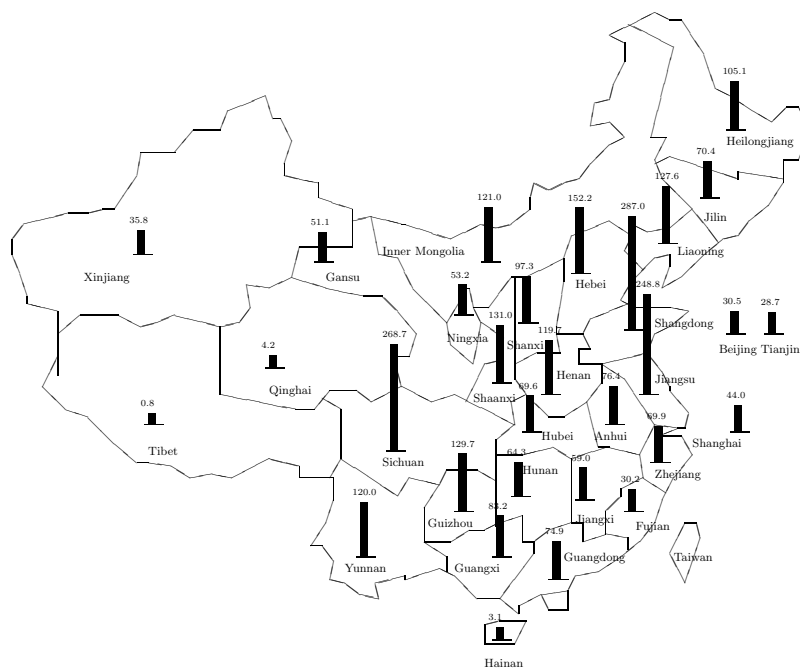 105.1
Heilongjiang
70.4
Jilin
127.6
Liaoning
121.0
Inner Mongolia
152.2
Hebei
287.0
Shangdong
35.8
Xinjiang
51.1
Gansu
53.2
Ningxia
97.3
Shanxi
248.8
Jiangsu
30.5
Beijing
28.7
Tianjin
131.0
Shaanxi
119.7
Henan
268.7
Sichuan
4.2
Qinghai
0.8
Tibet
69.6
Hubei
76.4
Anhui
44.0
Shanghai
69.9
Zhejiang
129.7
Guizhou
64.3
Hunan
59.0
Jiangxi
30.2
Fujian
120.0
Yunnan
83.2
Guangxi
74.9
Guangdong
Taiwan
3.1
Hainan